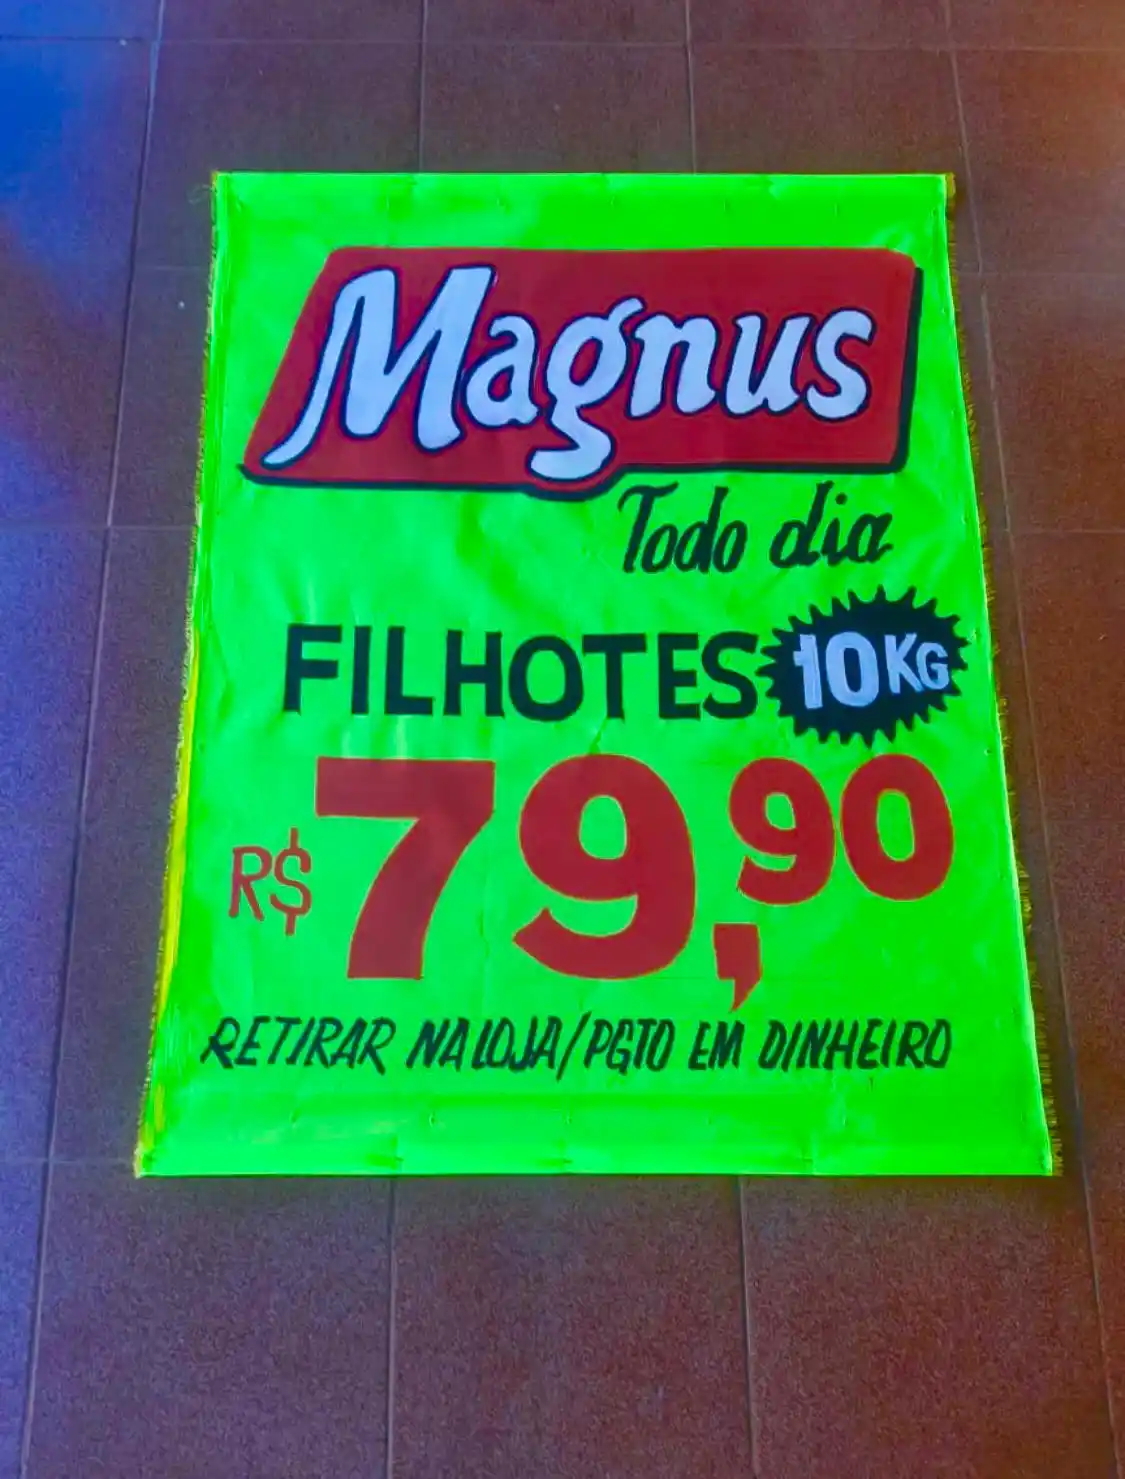 Magnus
Todo dia
FILHOTES 10KG
R$ 79,90
RETIRAR NA LOJA/PGTO EM DINHEIRO